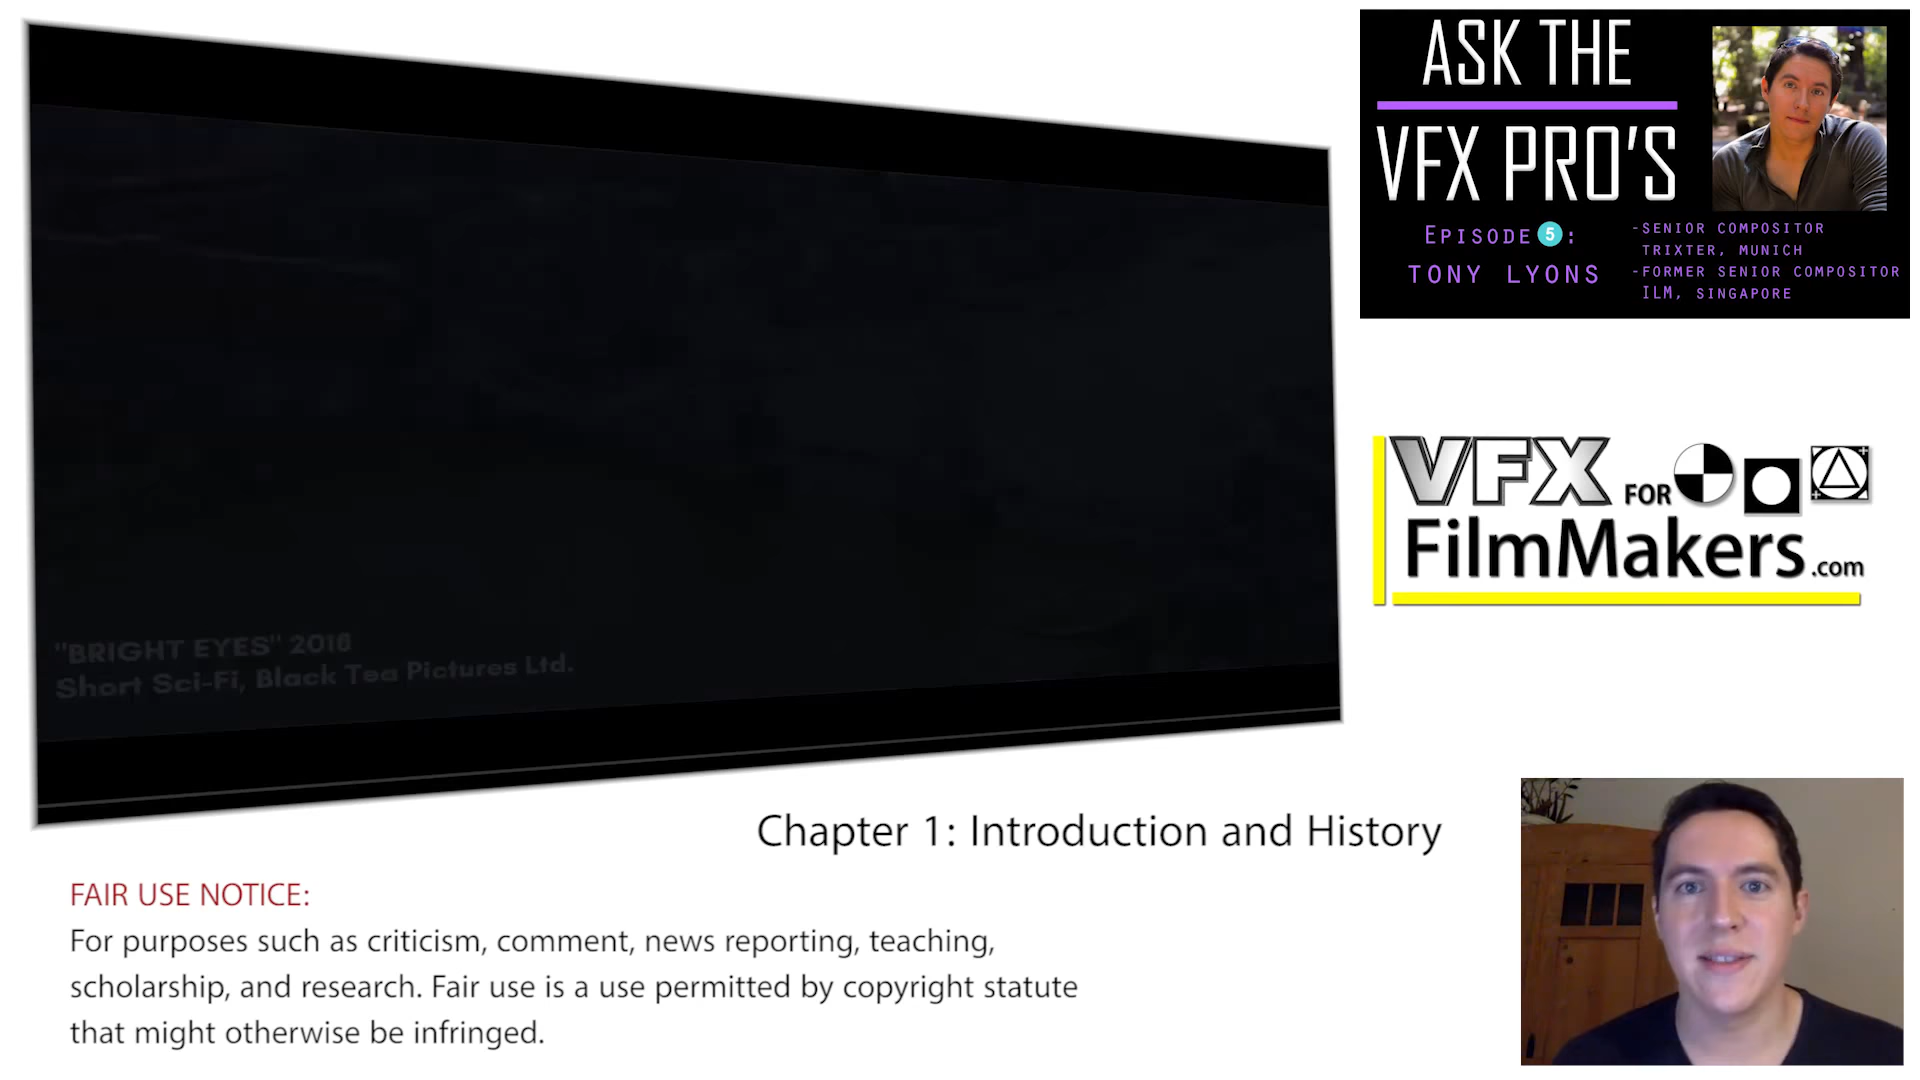 ASK THE
VFX PRO'S
EPISODE 5:
TONY LYONS
-SENIOR COMPOSITOR
TRIXTER, MUNICH
-FORMER SENIOR COMPOSITOR
ILM, SINGAPORE
VFX FOR
FilmMakers.com
"BRIGHT EYES" 2016
Short Sci-Fi, Black Tea Pictures Ltd.
Chapter 1: Introduction and History
FAIR USE NOTICE:
For purposes such as criticism, comment, news reporting, teaching,
scholarship, and research. Fair use is a use permitted by copyright statute
that might otherwise be infringed.